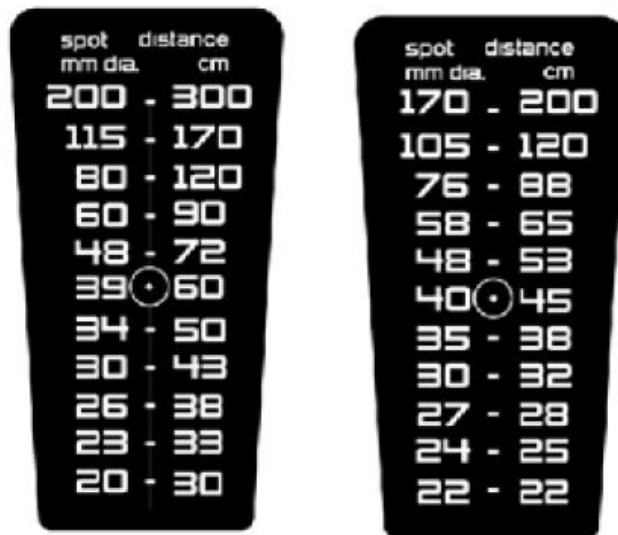 spot distance
mm dia. cm
200 - 300
115 - 170
80 - 120
60 - 90
48 - 72
39 60
34 - 50
30 - 43
26 - 38
23 - 33
20 - 30
spot distance
mm dia. cm
170 - 200
105 - 120
76 - 88
58 - 65
48 - 53
40 45
35 - 38
30 - 32
27 - 28
24 - 25
22 - 22